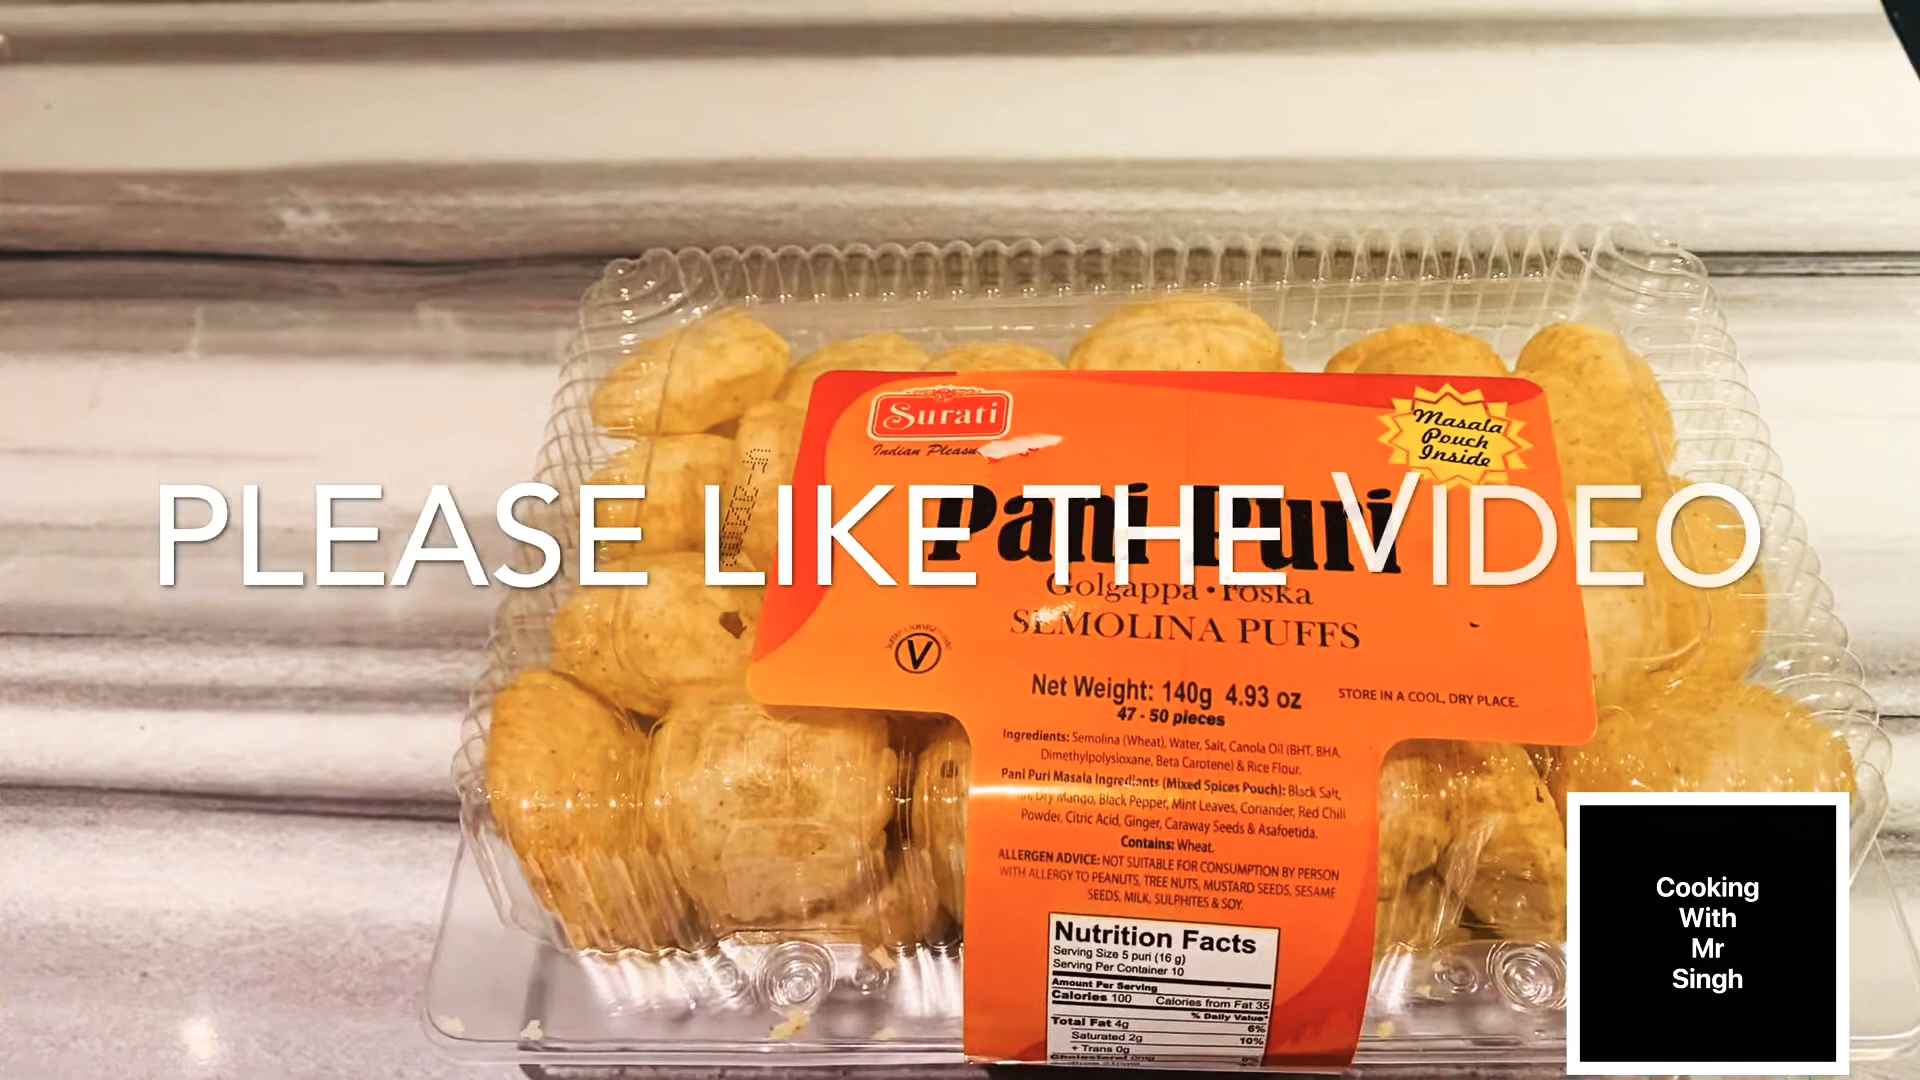 Surati
Indian
Masala
Pouch
Inside
PLEASE LIKE THE VIDEO
Pani Puri
Golgappa • Poska
SEMOLINA PUFFS
V
Net Weight: 140g 4.93 oz
47 - 50 pieces
STORE IN A COOL, DRY PLACE.
Ingredients: Semolina (Wheat), Water, Salt, Canola Oil (BHT, BHA,
Dimethylpolysioxane, Beta Carotene) & Rice Flour.
Pani Puri Masala Ingredients (Mixed Spices Pouch): Black Salt,
Dry Mango, Black Pepper, Mint Leaves, Coriander, Red Chili
Powder, Citric Acid, Ginger, Caraway Seeds & Asafoetida.
Contains: Wheat.
ALLERGEN ADVICE: NOT SUITABLE FOR CONSUMPTION BY PERSON
WITH ALLERGY TO PEANUTS, TREE NUTS, MUSTARD SEEDS, SESAME
SEEDS, MILK, SULPHITES & SOY.
Nutrition Facts
Serving Size 5 puri (16 g)
Serving Per Container 10
Amount Per Serving
Calories 100 Calories from Fat 35
% Daily Value*
Total Fat 4g 6%
Saturated 2g 10%
+ Trans 0g
Cooking
With
Mr
Singh